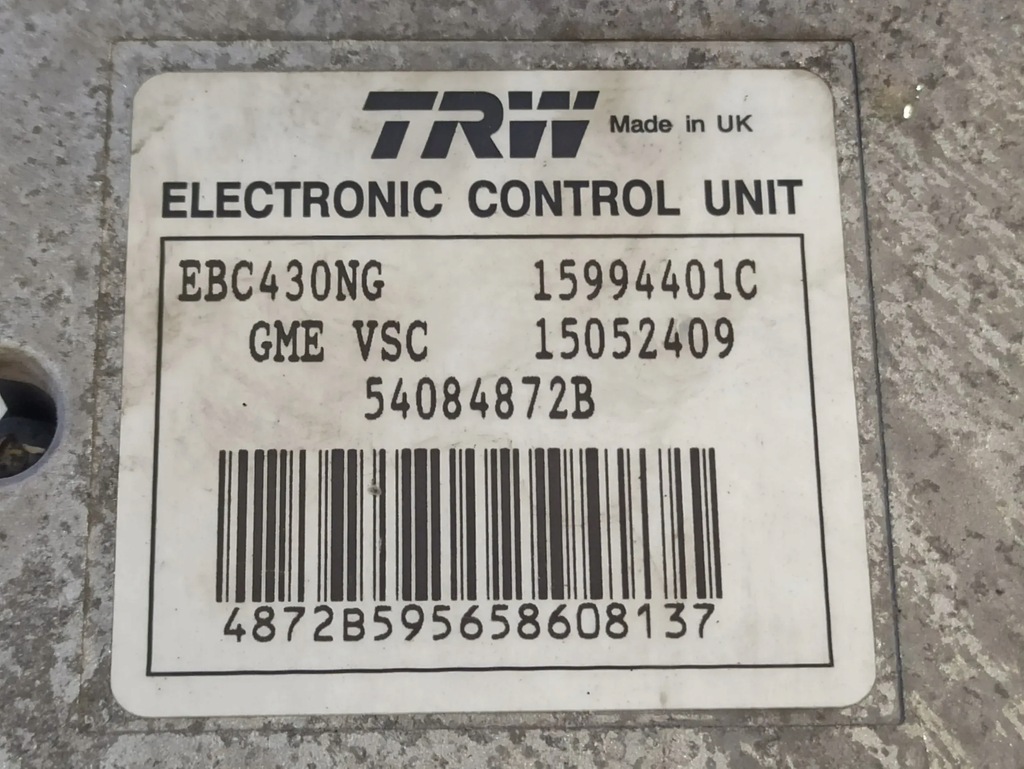 TRW Made in UK
ELECTRONIC CONTROL UNIT
EBC430NG 15994401C
GME VSC 15052409
54084872B
4872B595658608137